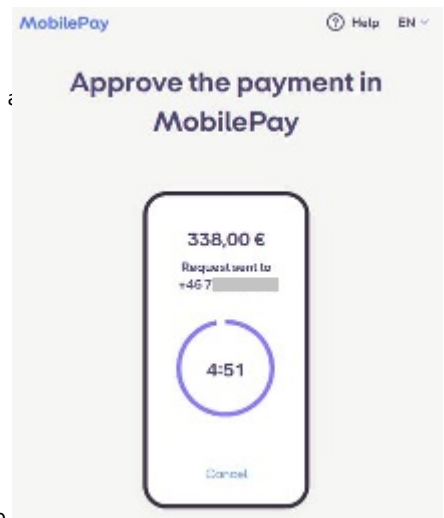 MobilePay
Help EN
Approve the payment in
MobilePay
338,00 €
Request sent to
+46 7
4:51
Cancel